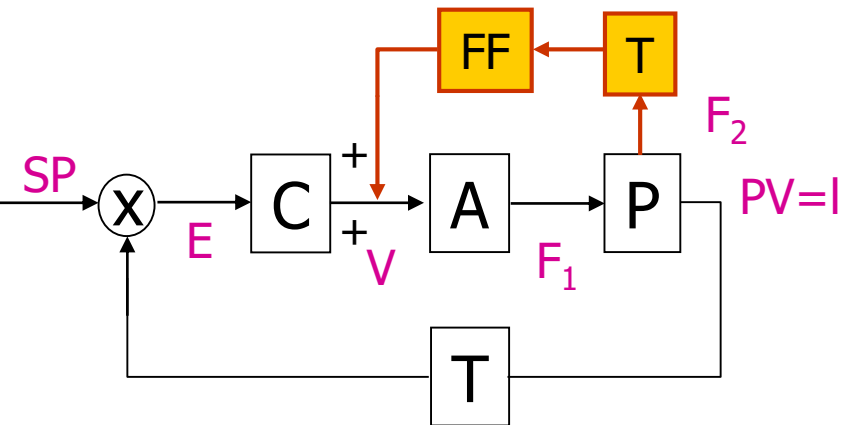 FF
T
F₂
SP
X
E
C
+
+
V
A
F₁
P
PV=l
T